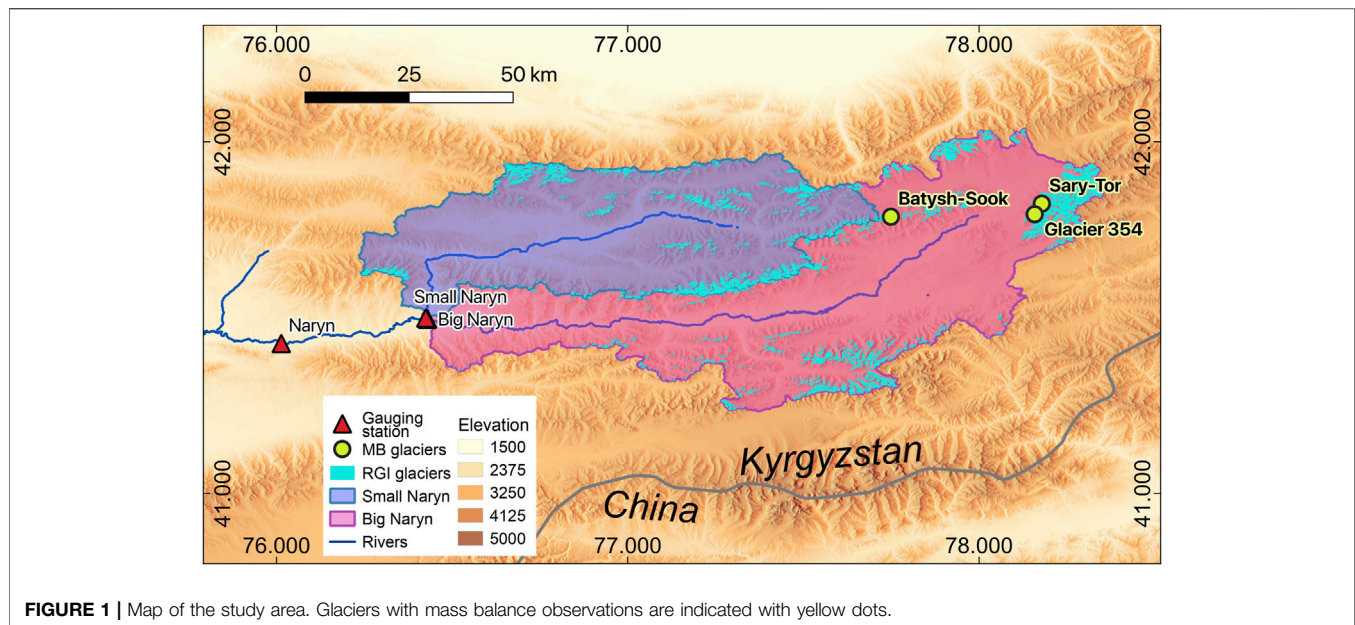 76.000
77.000
78.000
0
25
50 km
42.000
42.000
Sary-Tor
Batysh-Sook
Glacier 354
Small Naryn
Big Naryn
Naryn
Kyrgyzstan
China
41.000
41.000
Gauging
station
MB glaciers
RGI glaciers
Small Naryn
Big Naryn
Rivers
Elevation
1500
2375
3250
4125
5000
76.000
77.000
78.000
FIGURE 1 | Map of the study area. Glaciers with mass balance observations are indicated with yellow dots.